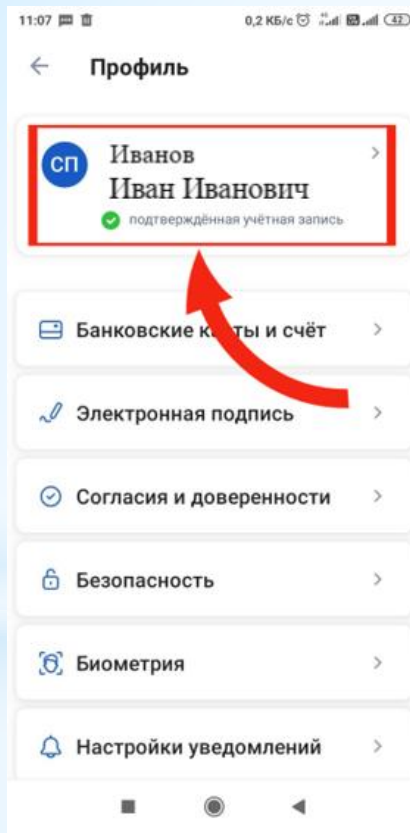 11:07 0,2 КБ/с 42
Профиль
СП
Иванов
Иван Иванович
подтверждённая учётная запись
Банковские карты и счёт
Электронная подпись
Согласия и доверенности
Безопасность
Биометрия
Настройки уведомлений